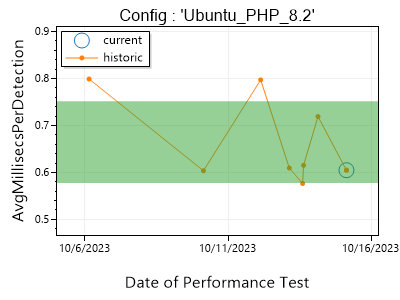 Config : 'Ubuntu_PHP_8.2'
AvgMillisecsPerDetection
0.9
0.8
0.7
0.6
0.5
current
historic
10/6/2023
10/11/2023
10/16/2023
Date of Performance Test